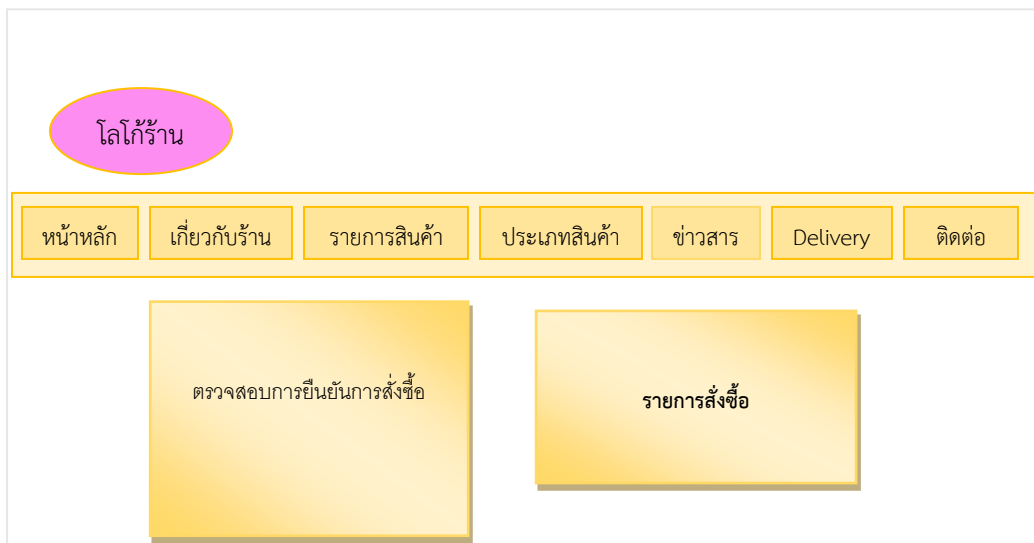 โลโก้ร้าน
หน้าหลัก เกี่ยวกับร้าน รายการสินค้า ประเภทสินค้า ข่าวสาร Delivery ติดต่อ
ตรวจสอบการยืนยันการสั่งซื้อ
รายการสั่งซื้อ